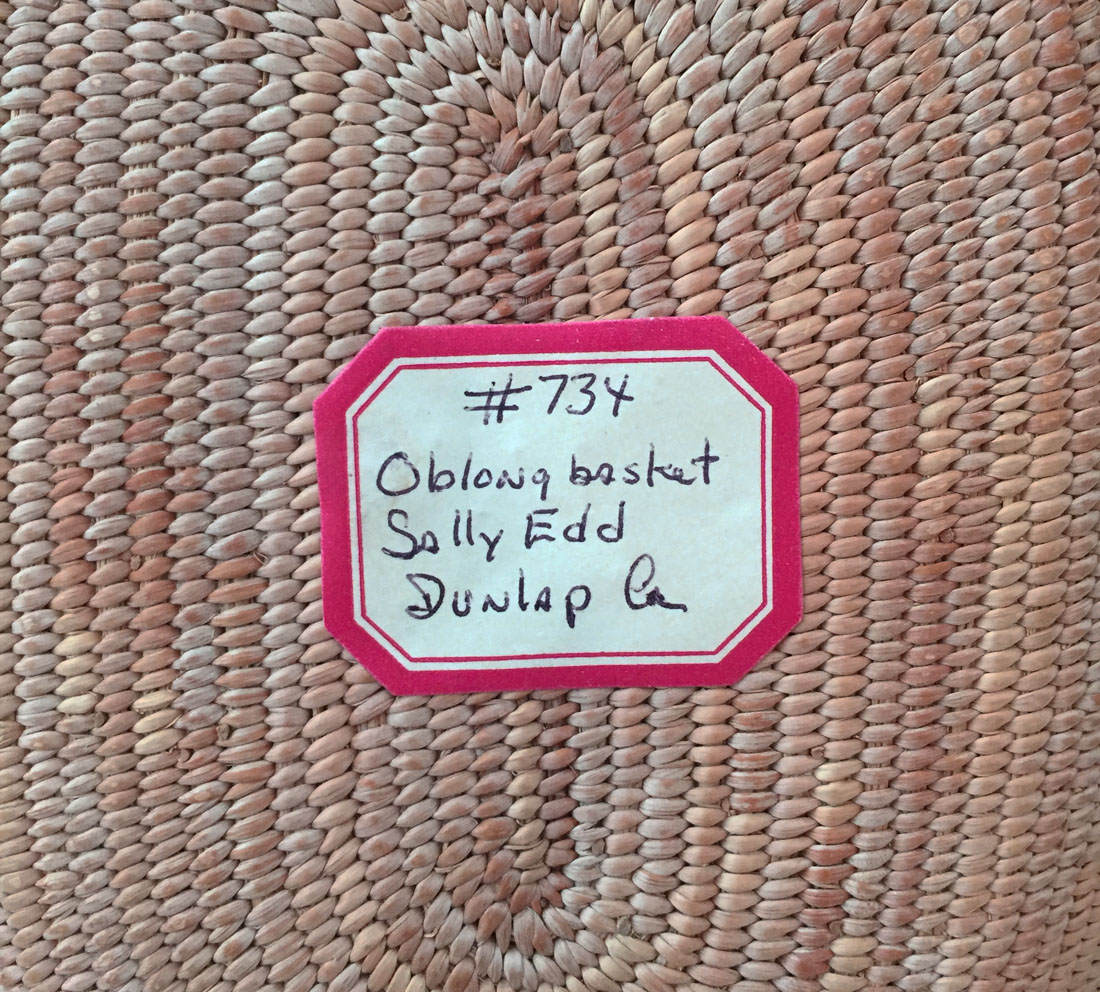 #734
Oblong basket
Sally Edd
Dunlap Ca